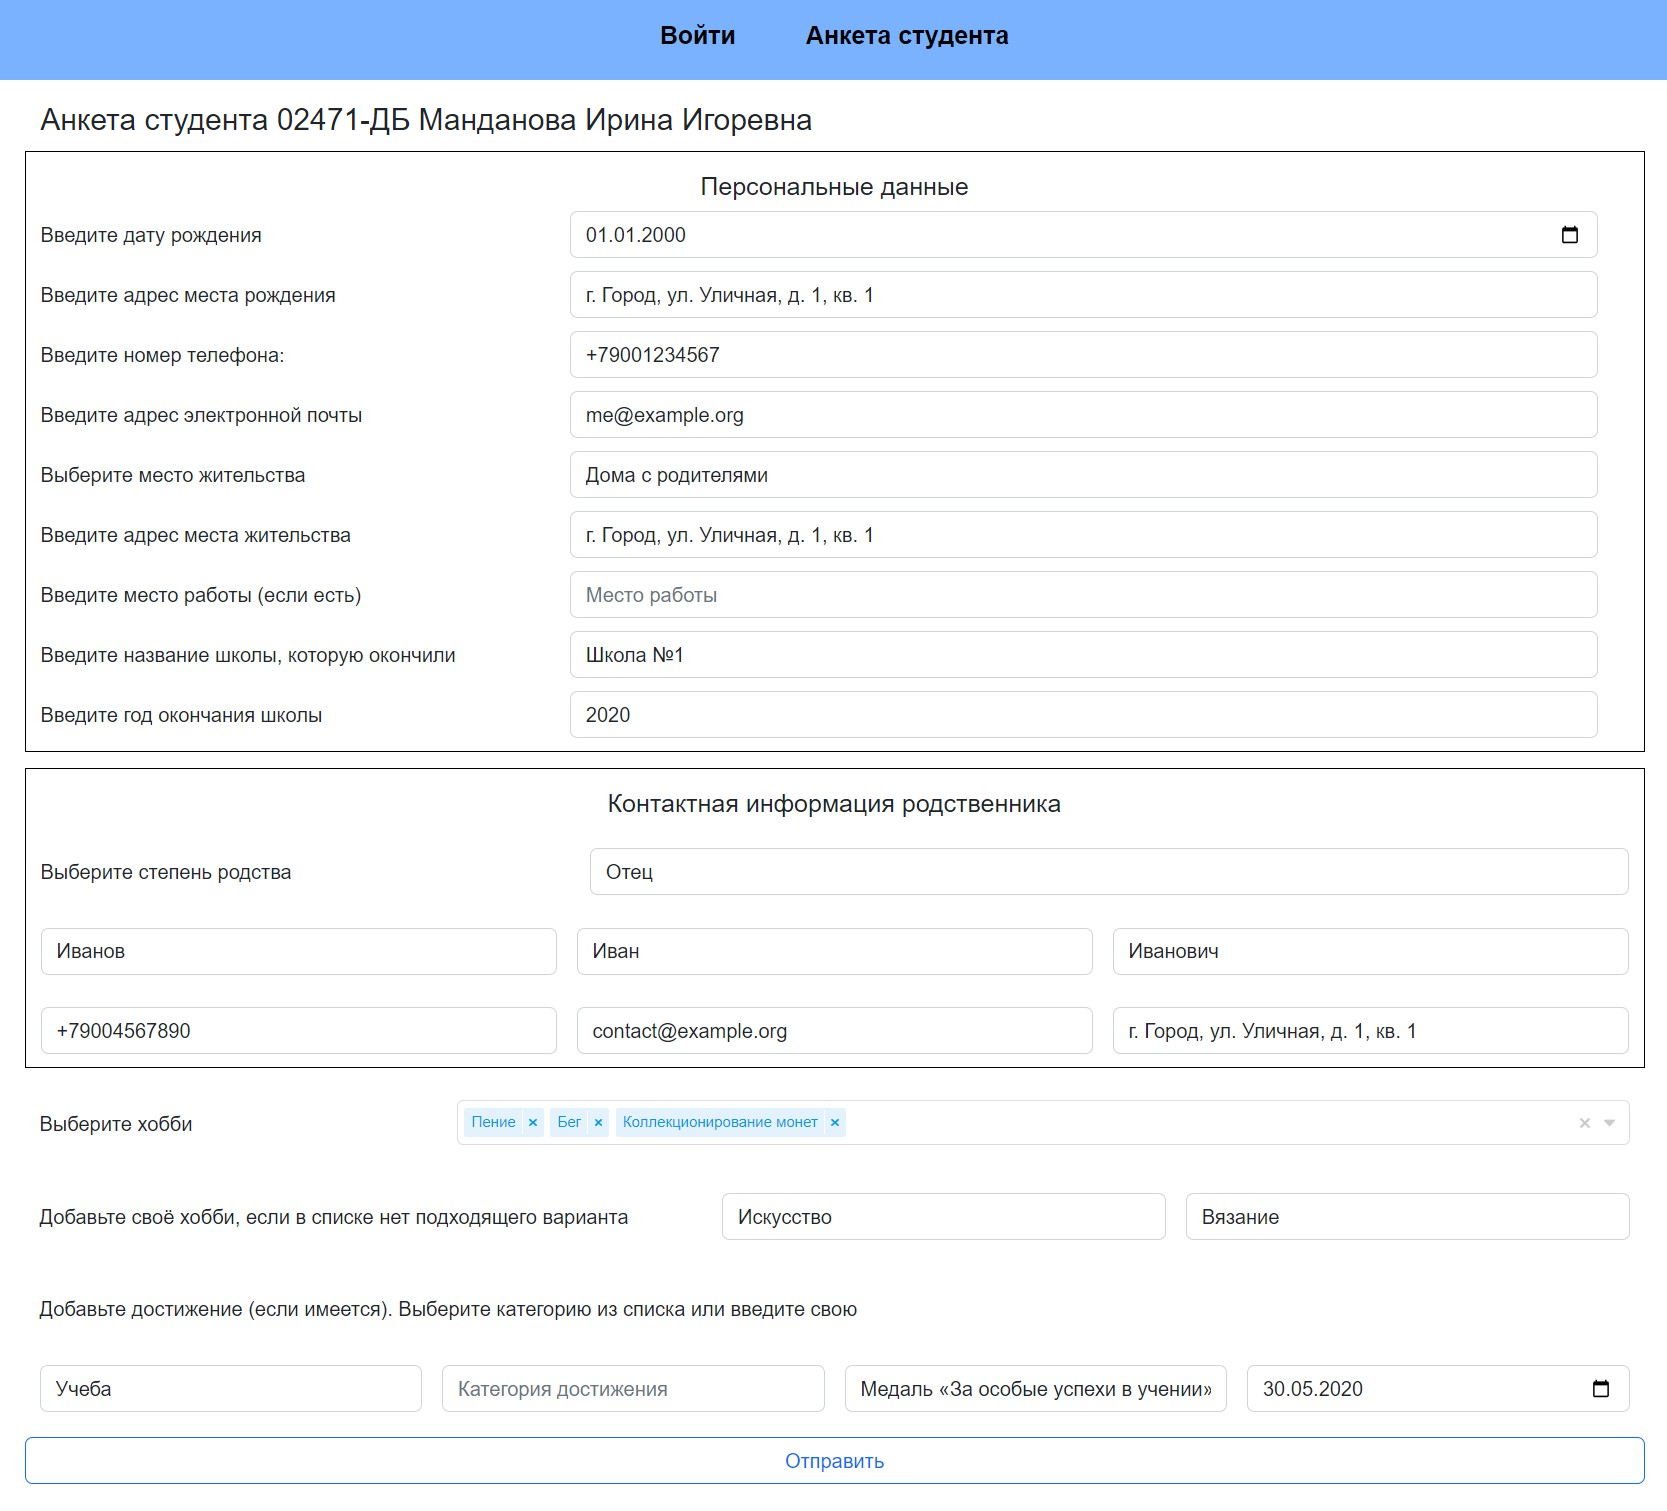 Войти Анкета студента
Анкета студента 02471-ДБ Манданова Ирина Игоревна
Персональные данные
Введите дату рождения 01.01.2000
Введите адрес места рождения г. Город, ул. Уличная, д. 1, кв. 1
Введите номер телефона: +79001234567
Введите адрес электронной почты me@example.org
Выберите место жительства Дома с родителями
Введите адрес места жительства г. Город, ул. Уличная, д. 1, кв. 1
Введите место работы (если есть) Место работы
Введите название школы, которую окончили Школа №1
Введите год окончания школы 2020
Контактная информация родственника
Выберите степень родства Отец
Иванов Иван Иванович
+79004567890 contact@example.org г. Город, ул. Уличная, д. 1, кв. 1
Выберите хобби Пение × Бег × Коллекционирование монет × ×
Добавьте своё хобби, если в списке нет подходящего варианта Искусство Вязание
Добавьте достижение (если имеется). Выберите категорию из списка или введите свою
Учеба Категория достижения Медаль «За особые успехи в учении» 30.05.2020
Отправить